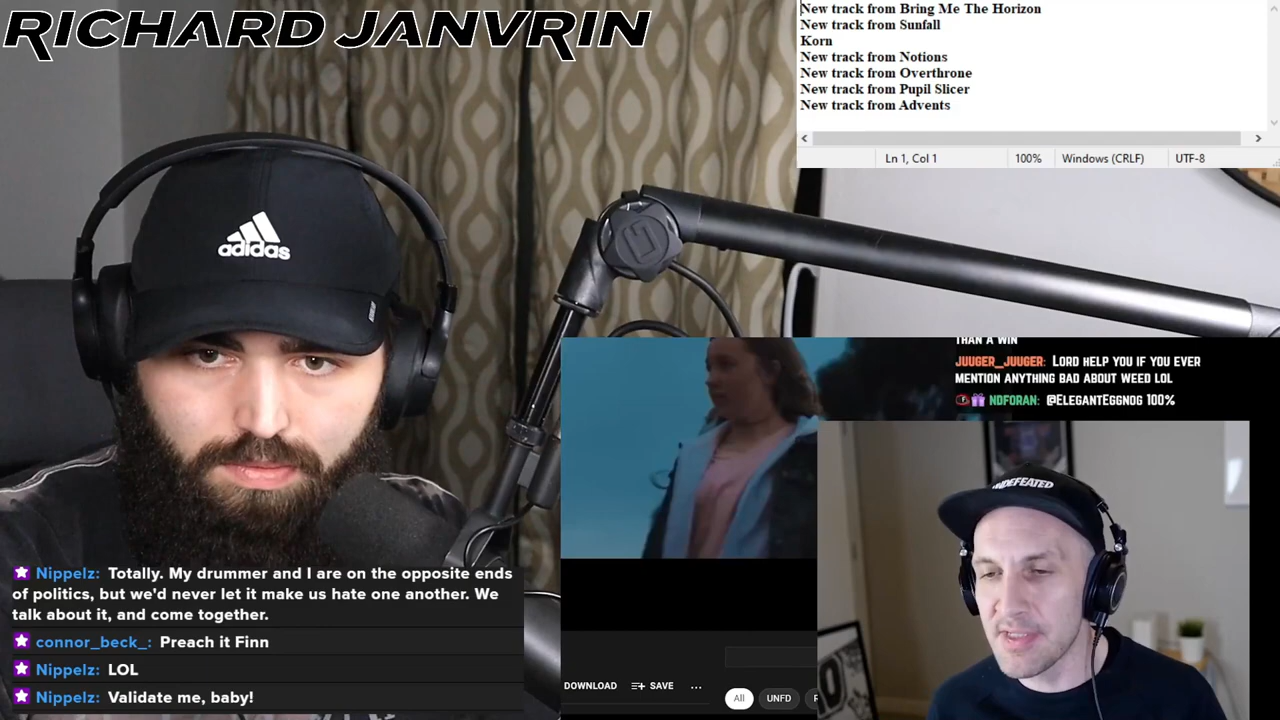 RICHARD JANVRIN
New track from Bring Me The Horizon
New track from Sunfall
Korn
New track from Notions
New track from Overthrone
New track from Pupil Slicer
New track from Advents
Ln 1, Col 1 100% Windows (CRLF) UTF-8
adidas
THAN A WIN
JUUGER_JUUGER: LORD HELP YOU IF YOU EVER
MENTION ANYTHING BAD ABOUT WEED LOL
NDFORAN: @ELEGANTEGGNOG 100%
UNDEFEATED
Nippelz: Totally. My drummer and I are on the opposite ends
of politics, but we'd never let it make us hate one another. We
talk about it, and come together.
connor_beck_: Preach it Finn
Nippelz: LOL
Nippelz: Validate me, baby!
DOWNLOAD SAVE ...
All UNFD